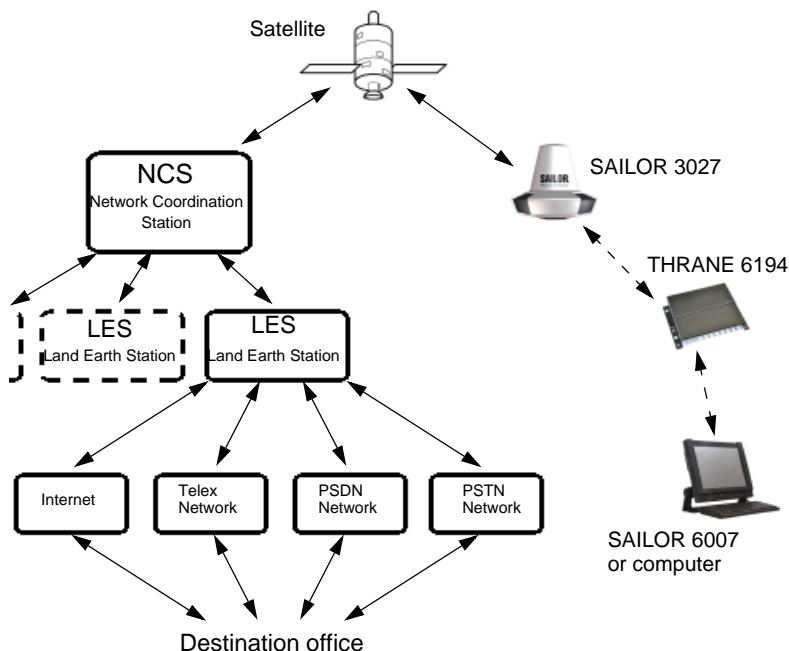 Satellite
NCS
Network Coordination
Station
SAILOR
SAILOR 3027
THRANE 6194
LES
Land Earth Station
LES
Land Earth Station
Internet
Telex
Network
PSDN
Network
PSTN
Network
SAILOR 6007
or computer
Destination office